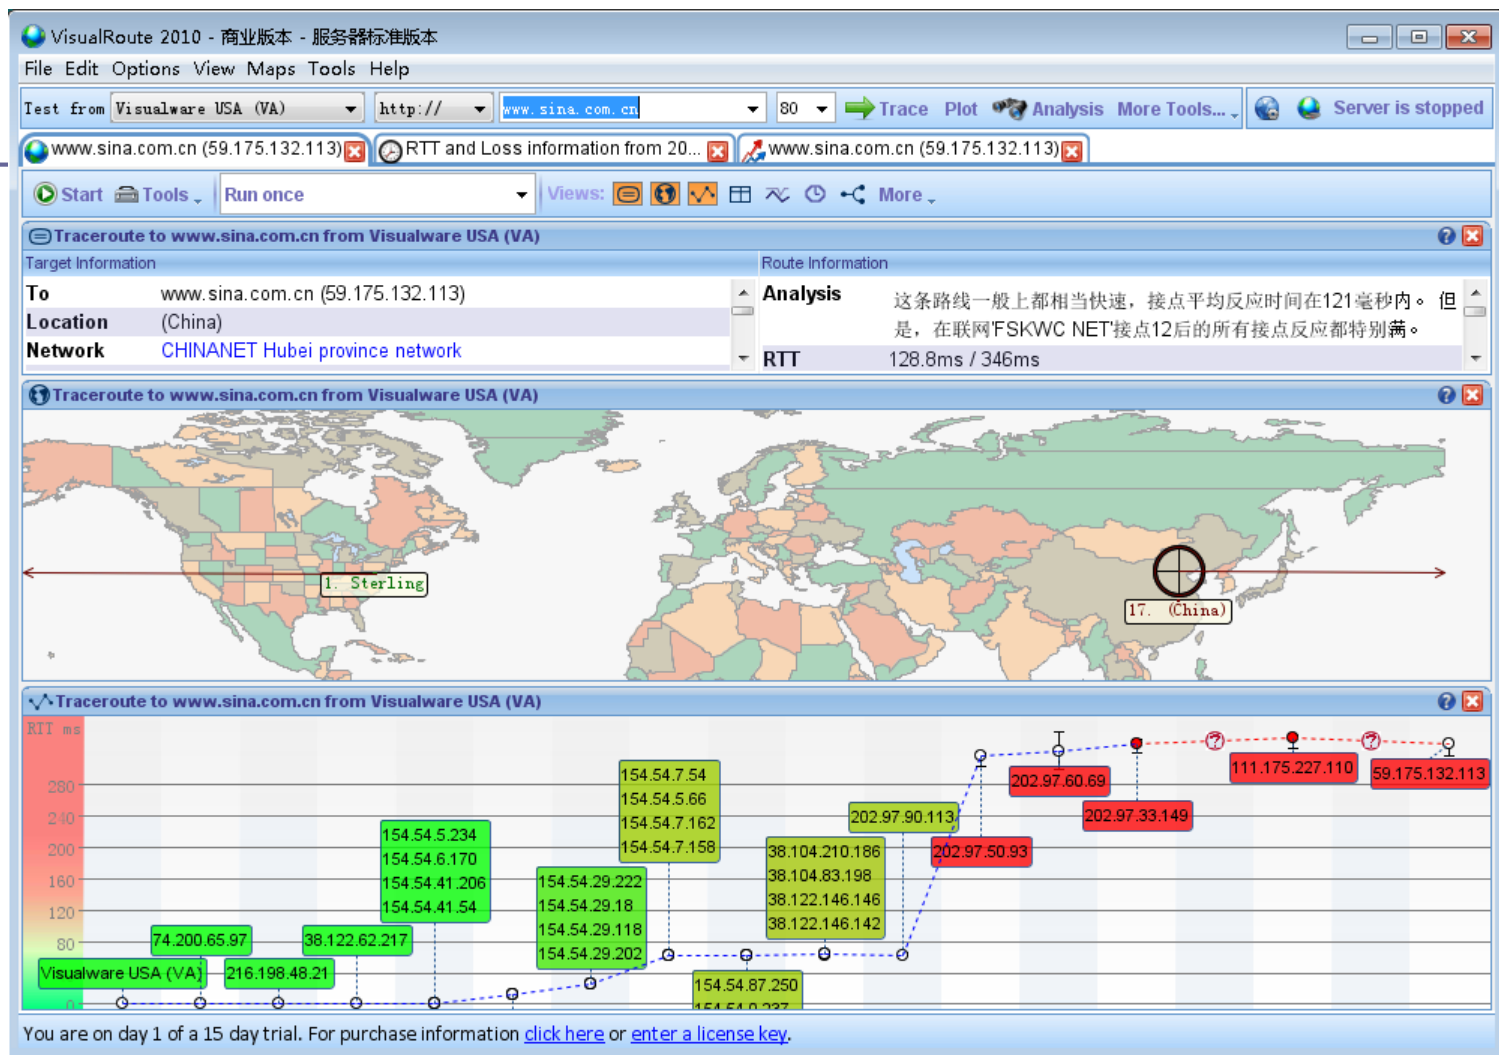 VisualRoute 2010 - 商业版本 - 服务器标准版本
File Edit Options View Maps Tools Help
Test from Visualware USA (VA) http:// www.sina.com.cn 80 Trace Plot Analysis More Tools... Server is stopped
www.sina.com.cn (59.175.132.113) RTT and Loss information from 20... www.sina.com.cn (59.175.132.113)
Start Tools Run once Views: More
Traceroute to www.sina.com.cn from Visualware USA (VA)
Target Information
To www.sina.com.cn (59.175.132.113)
Location (China)
Network CHINANET Hubei province network
Route Information
Analysis 这条路线一般上都相当快速，接点平均反应时间在121毫秒内。 但
是，在联网'FSKWC NET'接点12后的所有接点反应都特别满。
RTT 128.8ms / 346ms
Traceroute to www.sina.com.cn from Visualware USA (VA)
1. Sterling
17. (China)
Traceroute to www.sina.com.cn from Visualware USA (VA)
RTT ms
280
240
200
160
120
80
0
Visualware USA (VA)
74.200.65.97
216.198.48.21
38.122.62.217
154.54.5.234
154.54.6.170
154.54.41.206
154.54.41.54
154.54.29.222
154.54.29.18
154.54.29.118
154.54.29.202
154.54.7.54
154.54.5.66
154.54.7.162
154.54.7.158
154.54.87.250
38.104.210.186
38.104.83.198
38.122.146.146
38.122.146.142
202.97.90.113
202.97.50.93
202.97.60.69
202.97.33.149
111.175.227.110
59.175.132.113
You are on day 1 of a 15 day trial. For purchase information click here or enter a license key.